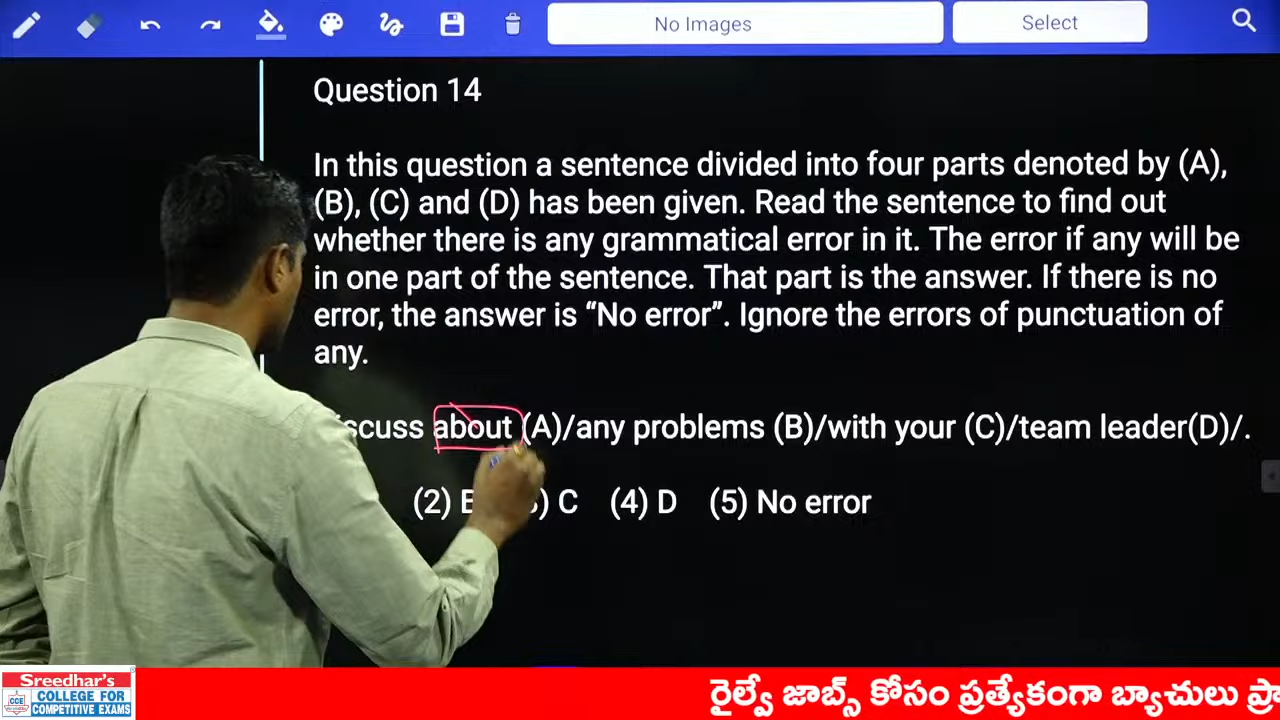 No Images
Select
Question 14
In this question a sentence divided into four parts denoted by (A),
(B), (C) and (D) has been given. Read the sentence to find out
whether there is any grammatical error in it. The error if any will be
in one part of the sentence. That part is the answer. If there is no
error, the answer is “No error”. Ignore the errors of punctuation of
any.
about (A)/any problems (B)/with your (C)/team leader(D)/.
(2) C (4) D (5) No error
Sreedhar's
CCE
COLLEGE FOR
COMPETITIVE EXAMS
రైల్వే జాబ్స్ కోసం ప్రత్యేకంగా బ్యాచులు